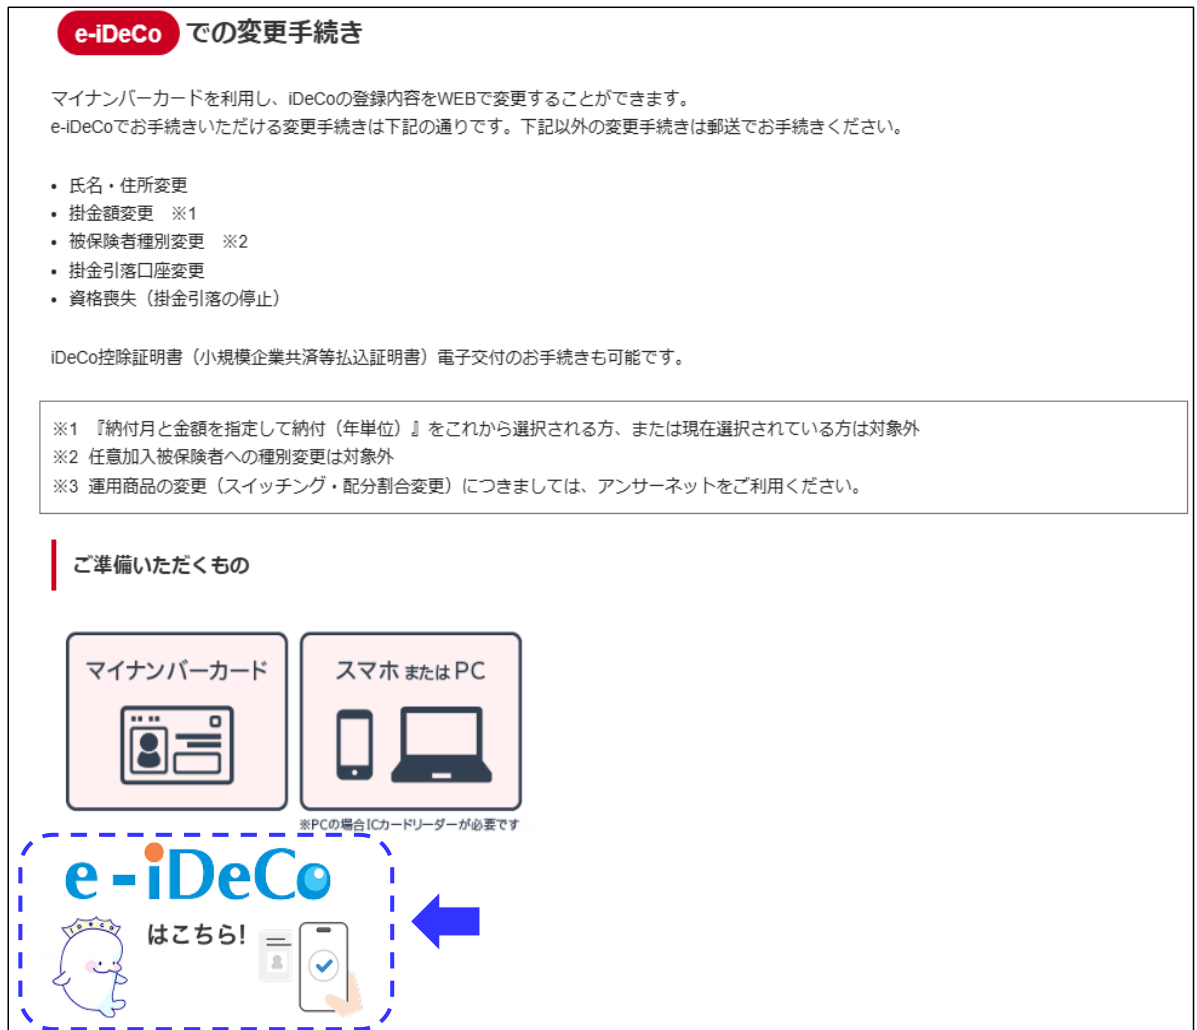 e-iDeCo での変更手続き
マイナンバーカードを利用し、iDeCoの登録内容をWEBで変更することができます。
e-iDeCoでお手続きいただける変更手続きは下記の通りです。下記以外の変更手続きは郵送でお手続きください。
• 氏名・住所変更
• 掛金額変更　※1
• 被保険者種別変更　※2
• 掛金引落口座変更
• 資格喪失（掛金引落の停止）
iDeCo控除証明書（小規模企業共済等払込証明書）電子交付のお手続きも可能です。
※1 『納付月と金額を指定して納付（年単位）』をこれから選択される方、または現在選択されている方は対象外
※2 任意加入被保険者への種別変更は対象外
※3 運用商品の変更（スイッチング・配分割合変更）につきましては、アンサーネットをご利用ください。
ご準備いただくもの
マイナンバーカード
スマホ または PC
※PCの場合ICカードリーダーが必要です
e-iDeCo
はこちら!
iDeCo